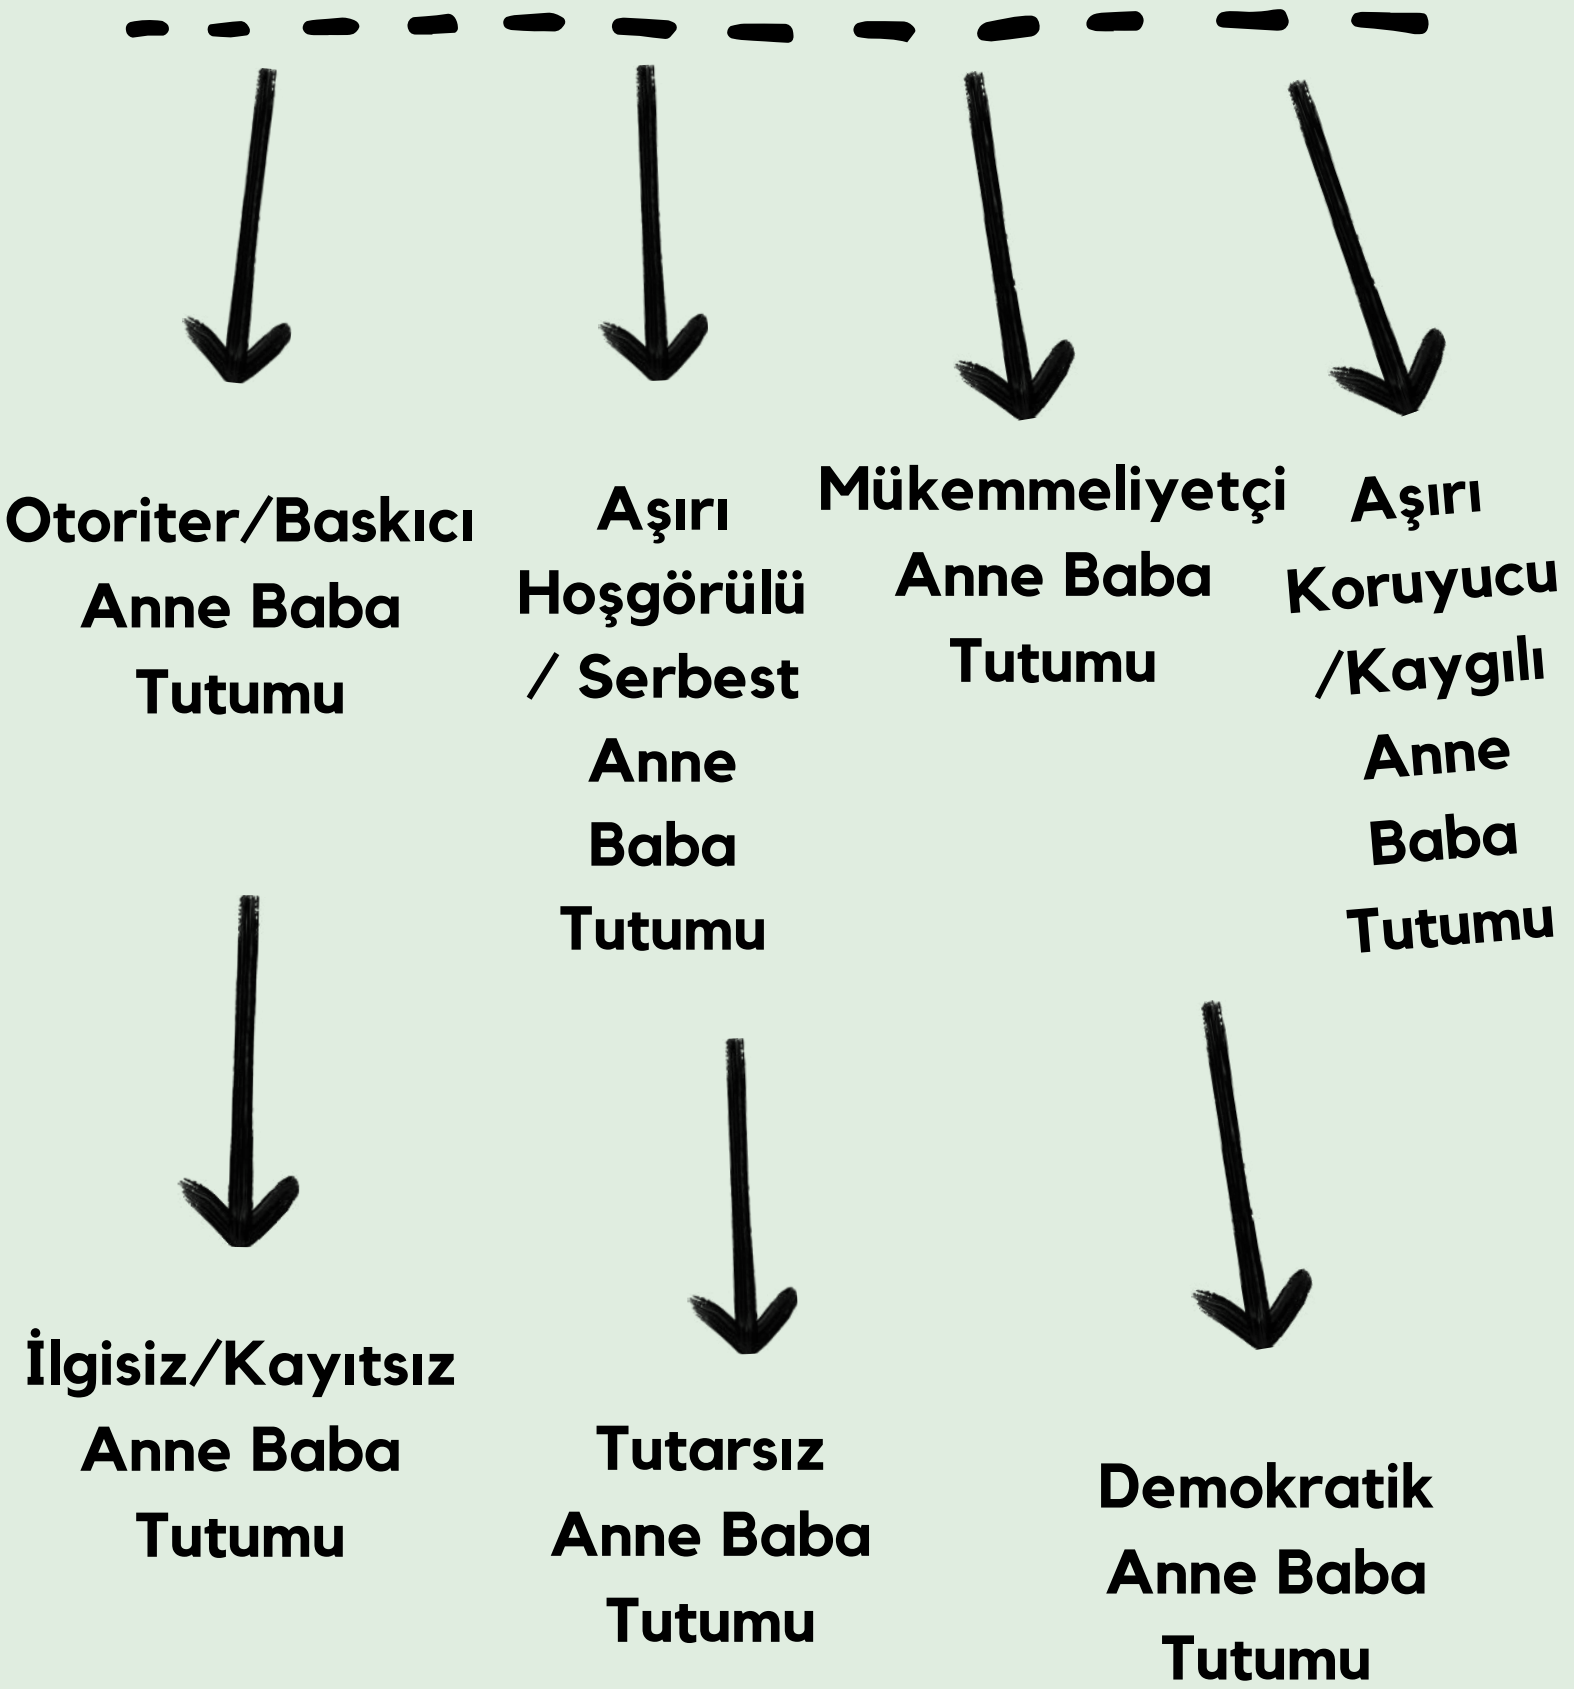 Otoriter/Baskıcı
Anne Baba
Tutumu
Aşırı
Hoşgörülü
/ Serbest
Anne
Baba
Tutumu
Mükemmeliyetçi
Anne Baba
Tutumu
Aşırı
Koruyucu
/Kaygılı
Anne
Baba
Tutumu
İlgisiz/Kayıtsız
Anne Baba
Tutumu
Tutarsız
Anne Baba
Tutumu
Demokratik
Anne Baba
Tutumu